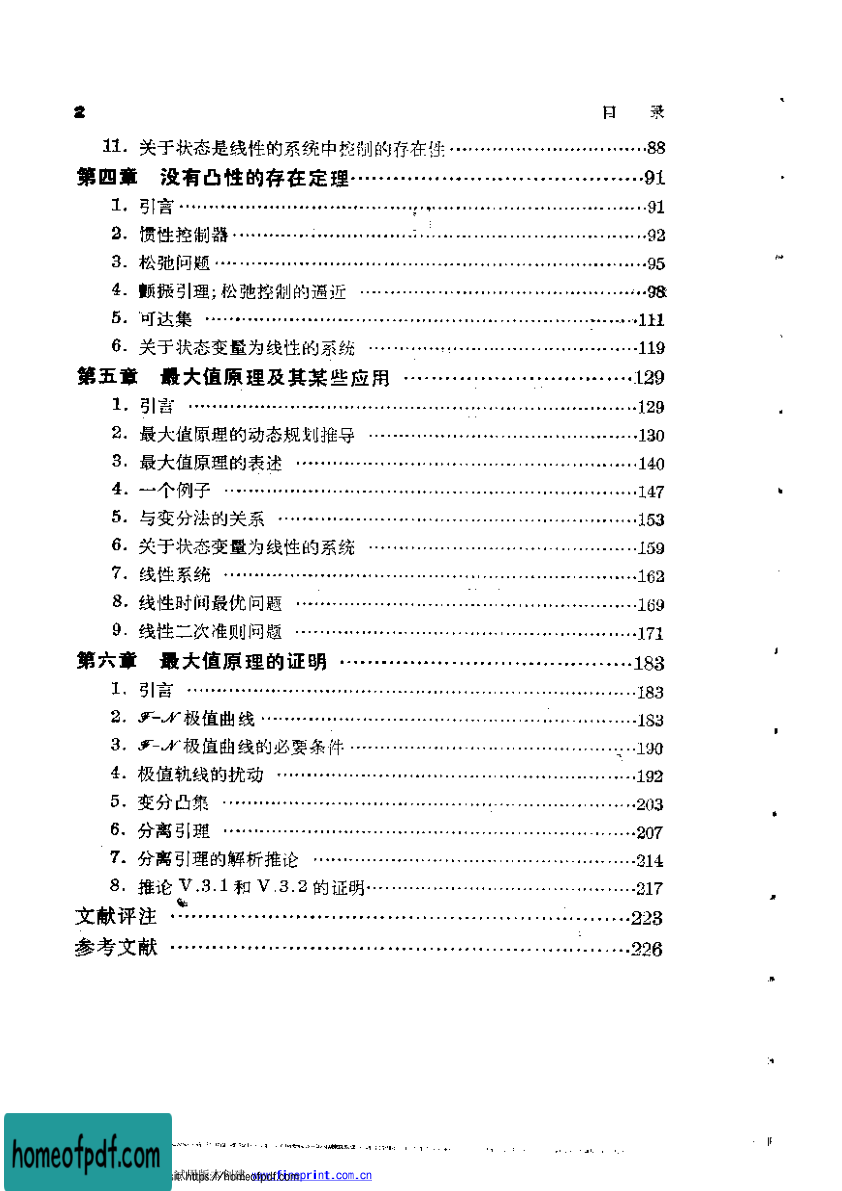 2 目 录
11. 关于状态是线性的系统中控制的存在性……88
第四章 没有凸性的存在定理……91
1. 引言……91
2. 惯性控制器……92
3. 松弛问题……95
4. 颤振引理;松弛控制的逼近……98
5. 可达集……111
6. 关于状态变量为线性的系统……119
第五章 最大值原理及其某些应用……129
1. 引言……129
2. 最大值原理的动态规划推导……130
3. 最大值原理的表述……140
4. 一个例子……147
5. 与变分法的关系……153
6. 关于状态变量为线性的系统……159
7. 线性系统……162
8. 线性时间最优问题……169
9. 线性二次准则问题……171
第六章 最大值原理的证明……183
1. 引言……183
2. ℱ-𝒩 极值曲线……183
3. ℱ-𝒩 极值曲线的必要条件……190
4. 极值轨线的扰动……192
5. 变分凸集……203
6. 分离引理……207
7. 分离引理的解析推论……214
8. 推论 V.3.1 和 V.3.2 的证明……217
文献评注……223
参考文献……226
homeofpdf.com